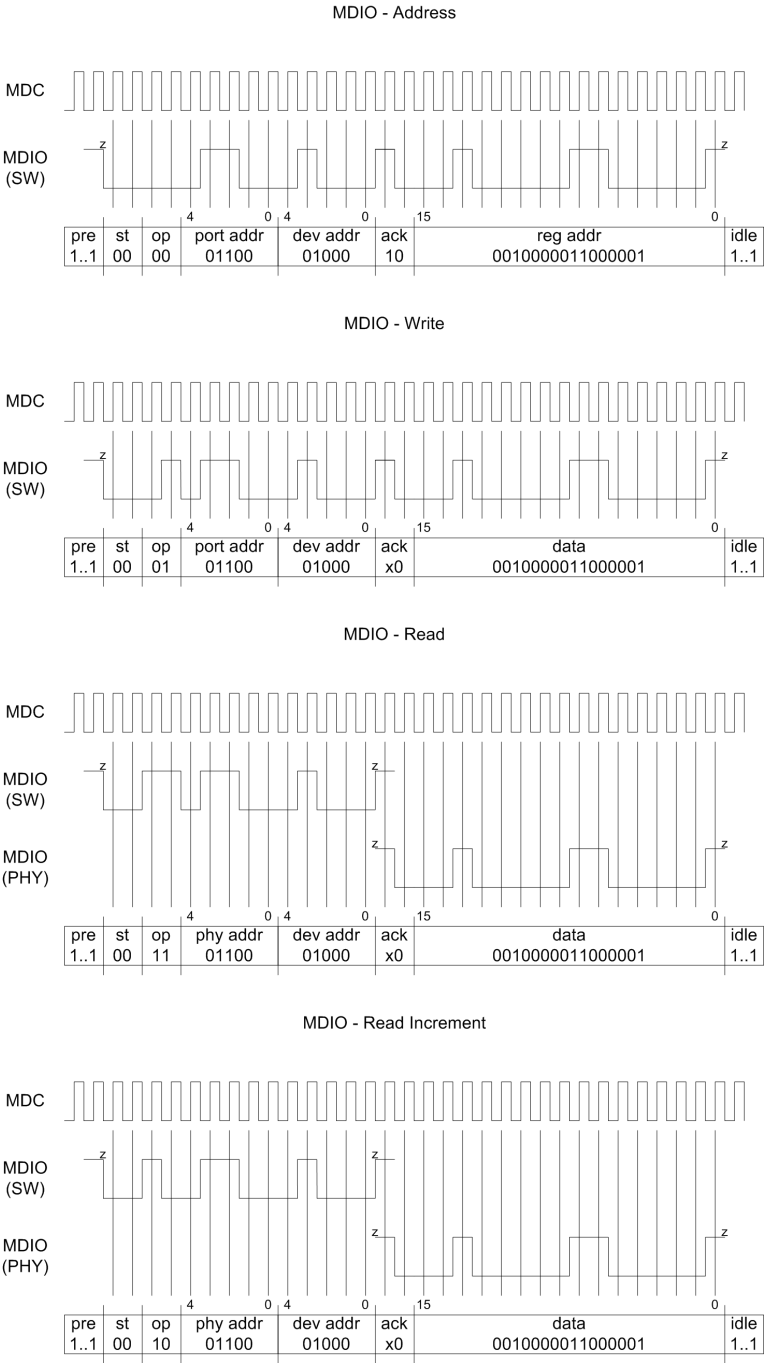 MDIO - Address
MDC
z z
MDIO
(SW)
4 0 4 0 15 0
pre st op port addr dev addr ack reg addr idle
1..1 00 00 01100 01000 10 0010000011000001 1..1
MDIO - Write
MDC
z z
MDIO
(SW)
4 0 4 0 15 0
pre st op port addr dev addr ack data idle
1..1 00 01 01100 01000 x0 0010000011000001 1..1
MDIO - Read
MDC
z z
MDIO
(SW)
z z
MDIO
(PHY)
4 0 4 0 15 0
pre st op phy addr dev addr ack data idle
1..1 00 11 01100 01000 x0 0010000011000001 1..1
MDIO - Read Increment
MDC
z z
MDIO
(SW)
z z
MDIO
(PHY)
4 0 4 0 15 0
pre st op phy addr dev addr ack data idle
1..1 00 10 01100 01000 x0 0010000011000001 1..1